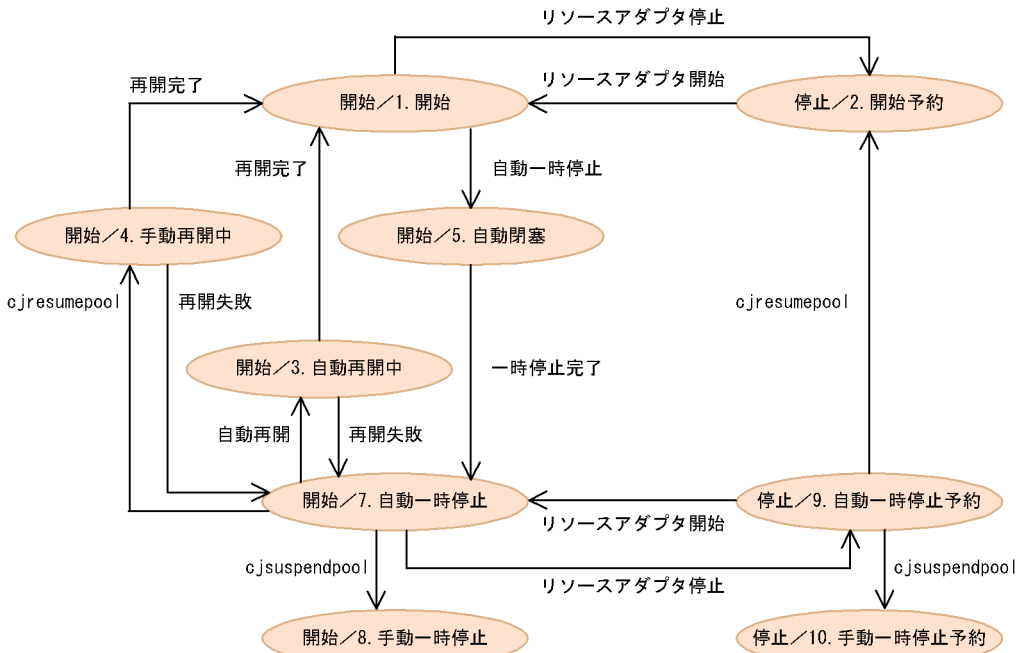 リソースアダプタ停止
再開完了
リソースアダプタ開始
開始／1．開始
停止／2．開始予約
再開完了
自動一時停止
開始／4．手動再開中
開始／5．自動閉塞
cjresumepool
再開失敗
cjresumepool
開始／3．自動再開中
一時停止完了
自動再開
再開失敗
開始／7．自動一時停止
停止／9．自動一時停止予約
リソースアダプタ開始
cjsuspendpool
リソースアダプタ停止
cjsuspendpool
開始／8．手動一時停止
停止／10．手動一時停止予約